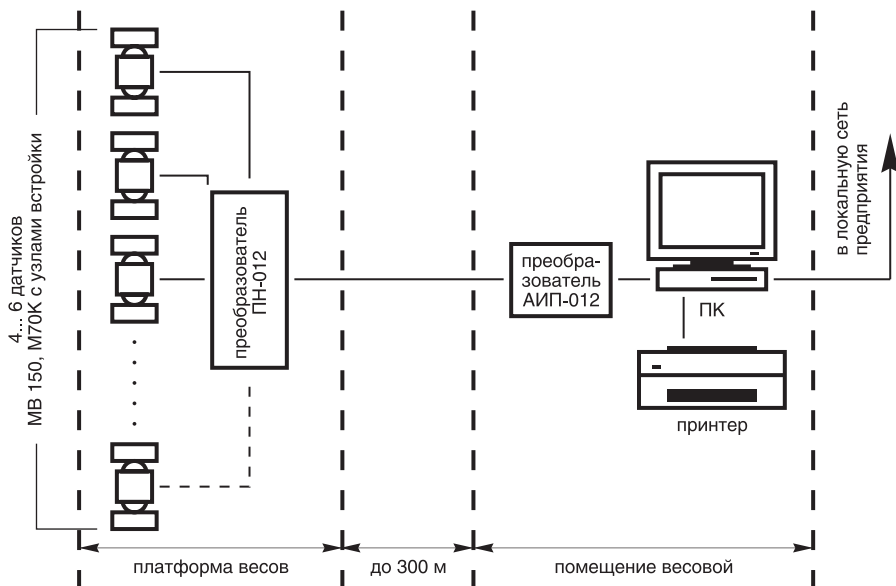 4... 6 датчиков
МВ 150, М70К с узлами встройки
преобразователь
ПН-012
преобра-
зователь
АИП-012
ПК
принтер
в локальную сеть
предприятия
платформа весов
до 300 м
помещение весовой